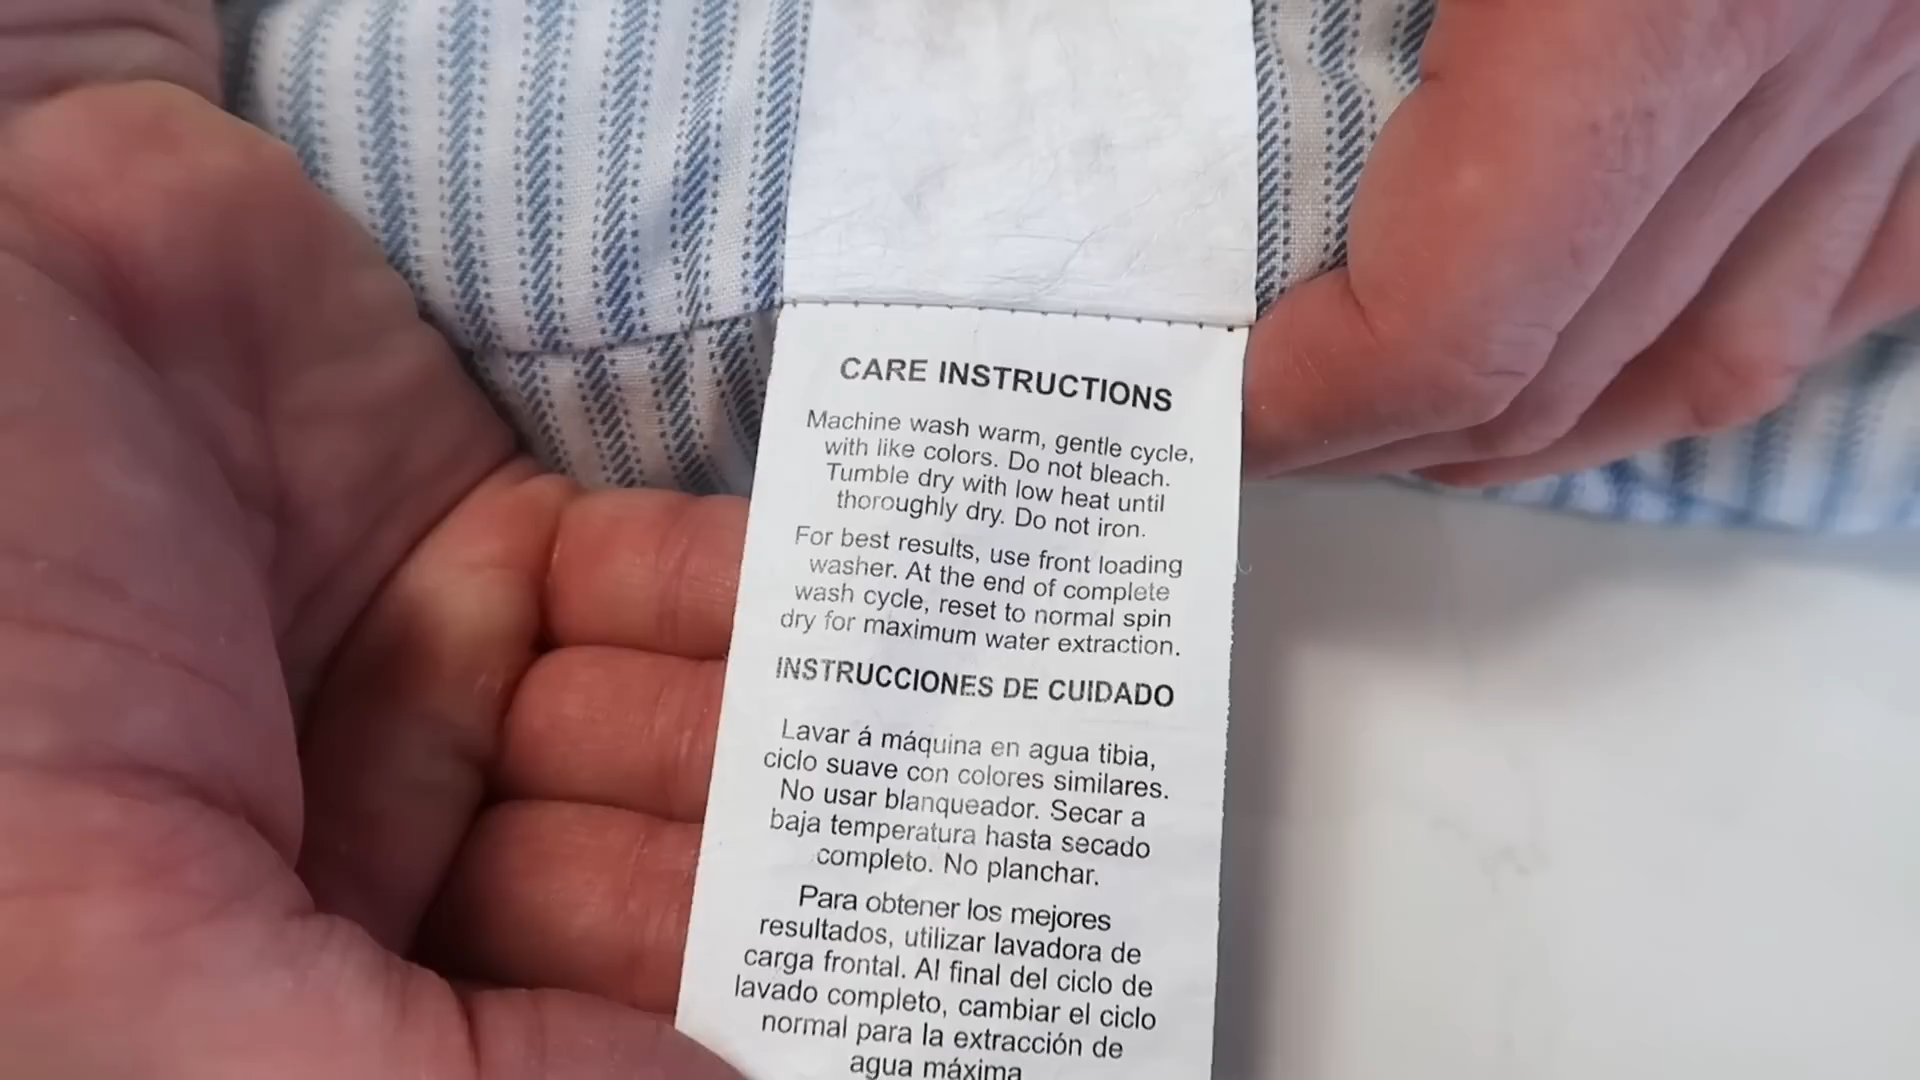 CARE INSTRUCTIONS
Machine wash warm, gentle cycle,
with like colors. Do not bleach.
Tumble dry with low heat until
thoroughly dry. Do not iron.
For best results, use front loading
washer. At the end of complete
wash cycle, reset to normal spin
dry for maximum water extraction.
INSTRUCCIONES DE CUIDADO
Lavar á máquina en agua tibia,
ciclo suave con colores similares.
No usar blanqueador. Secar a
baja temperatura hasta secado
completo. No planchar.
Para obtener los mejores
resultados, utilizar lavadora de
carga frontal. Al final del ciclo de
lavado completo, cambiar el ciclo
normal para la extracción de
agua máxima